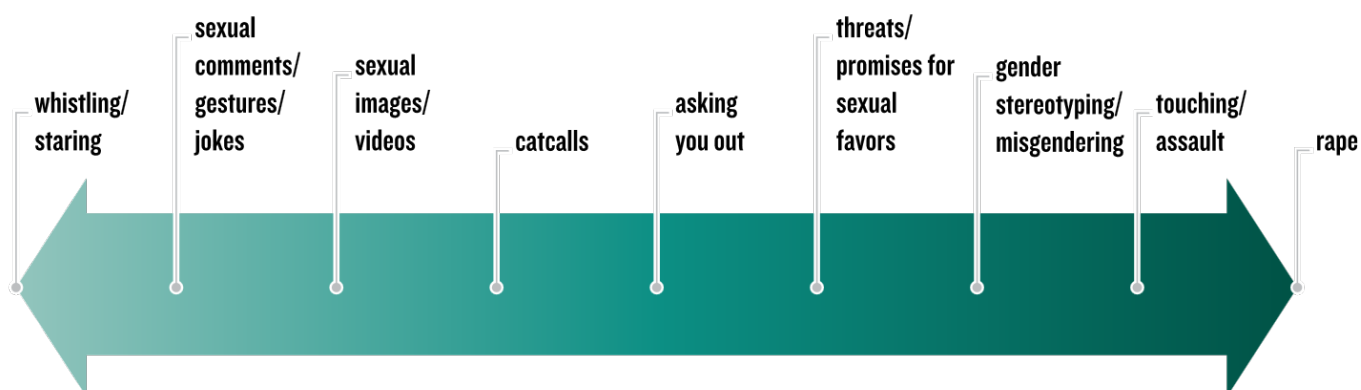 whistling/
staring
sexual
comments/
gestures/
jokes
sexual
images/
videos
catcalls
asking
you out
threats/
promises for
sexual
favors
gender
stereotyping/
misgendering
touching/
assault
rape